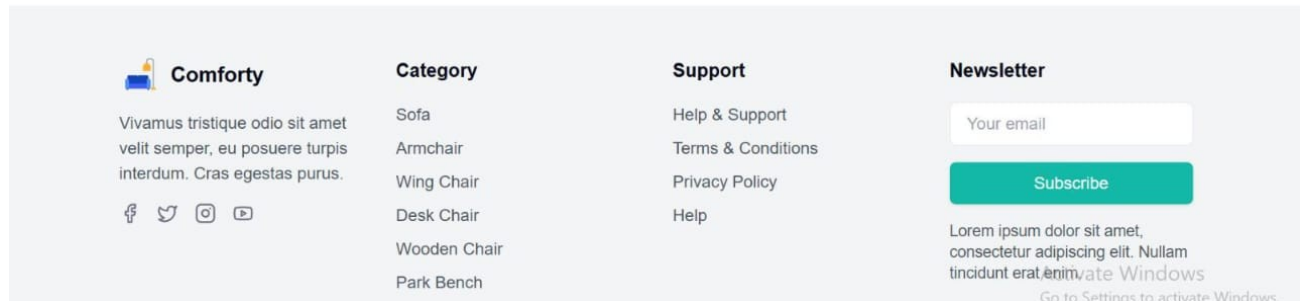 Comforty
Vivamus tristique odio sit amet
velit semper, eu posuere turpis
interdum. Cras egestas purus.
Category
Sofa
Armchair
Wing Chair
Desk Chair
Wooden Chair
Park Bench
Support
Help & Support
Terms & Conditions
Privacy Policy
Help
Newsletter
Your email
Subscribe
Lorem ipsum dolor sit amet,
consectetur adipiscing elit. Nullam
tincidunt erat enim.
Activate Windows
Go to Settings to activate Windows.